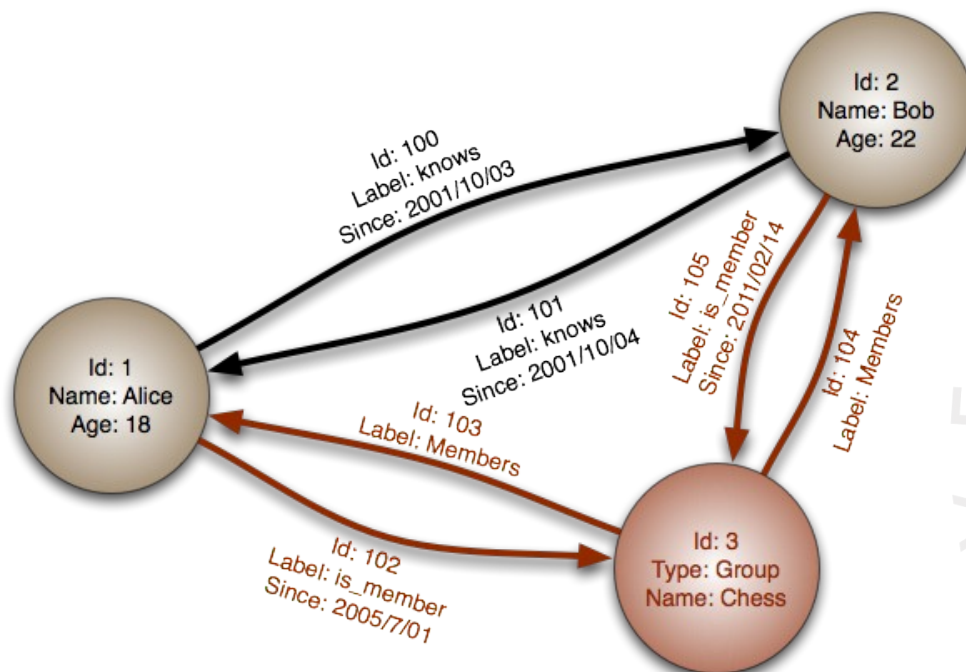 Id: 2
Name: Bob
Age: 22
Id: 100
Label: knows
Since: 2001/10/03
Id: 101
Label: knows
Since: 2001/10/04
Id: 105
Label: is_member
Since: 2011/02/14
Id: 104
Label: Members
Id: 1
Name: Alice
Age: 18
Id: 103
Label: Members
Id: 102
Label: is_member
Since: 2005/7/01
Id: 3
Type: Group
Name: Chess